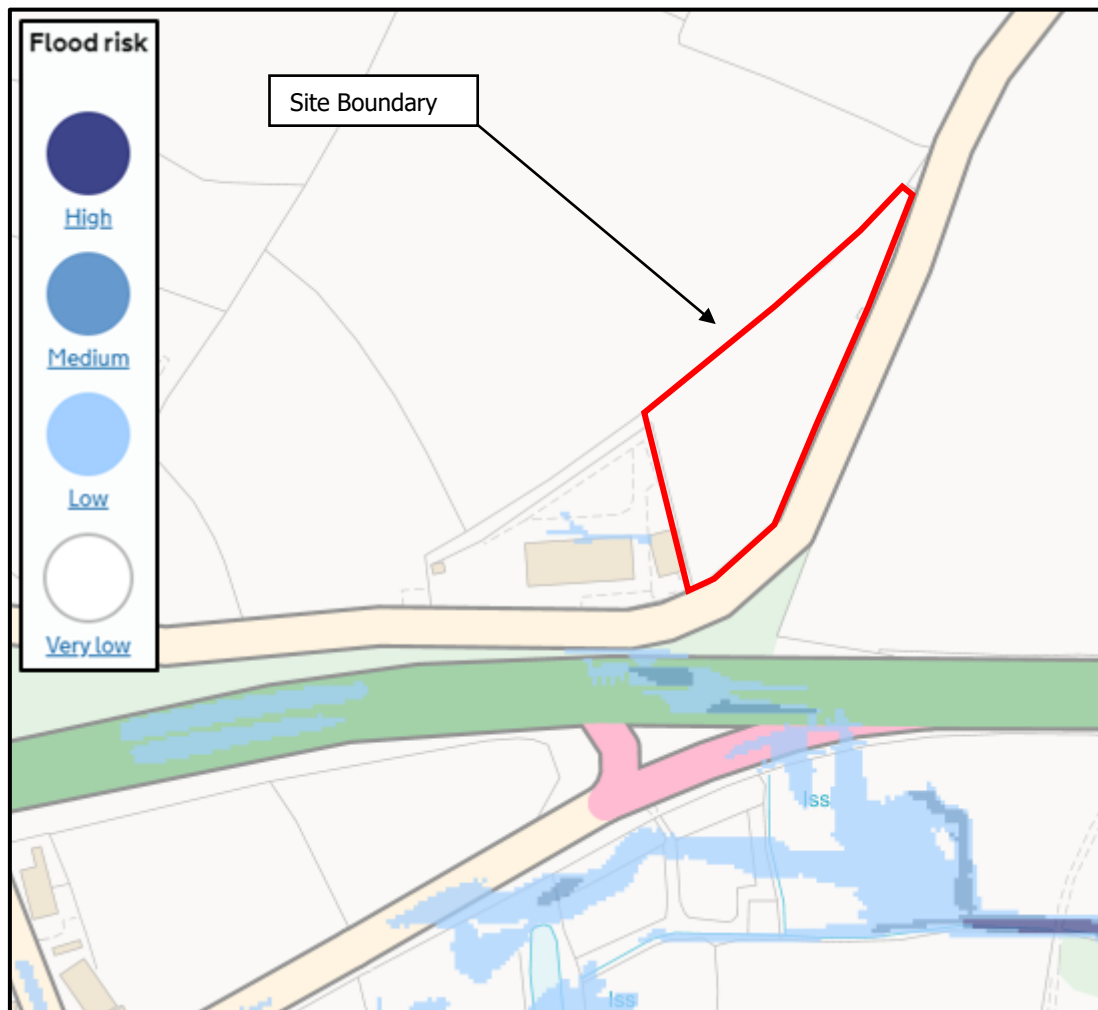 Flood risk
High
Medium
Low
Very low
Site Boundary
Iss
Iss